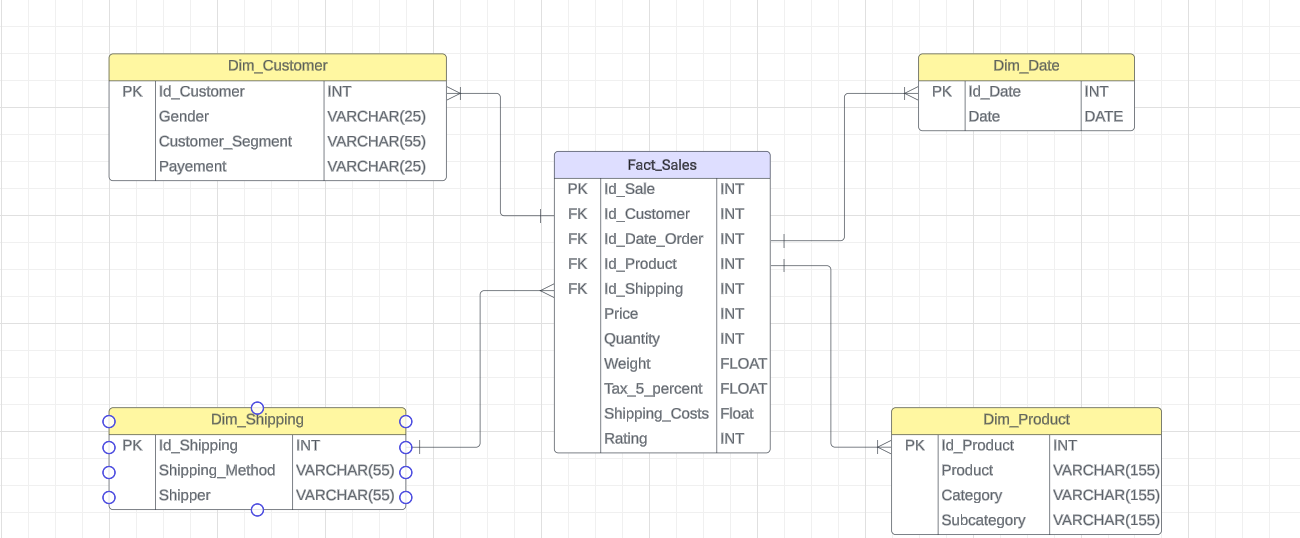 Dim_Customer
PK Id_Customer INT
Gender VARCHAR(25)
Customer_Segment VARCHAR(55)
Payement VARCHAR(25)
Dim_Date
PK Id_Date INT
Date DATE
Fact_Sales
PK Id_Sale INT
FK Id_Customer INT
FK Id_Date_Order INT
FK Id_Product INT
FK Id_Shipping INT
Price INT
Quantity INT
Weight FLOAT
Tax_5_percent FLOAT
Shipping_Costs Float
Rating INT
Dim_Shipping
PK Id_Shipping INT
Shipping_Method VARCHAR(55)
Shipper VARCHAR(55)
Dim_Product
PK Id_Product INT
Product VARCHAR(155)
Category VARCHAR(155)
Subcategory VARCHAR(155)